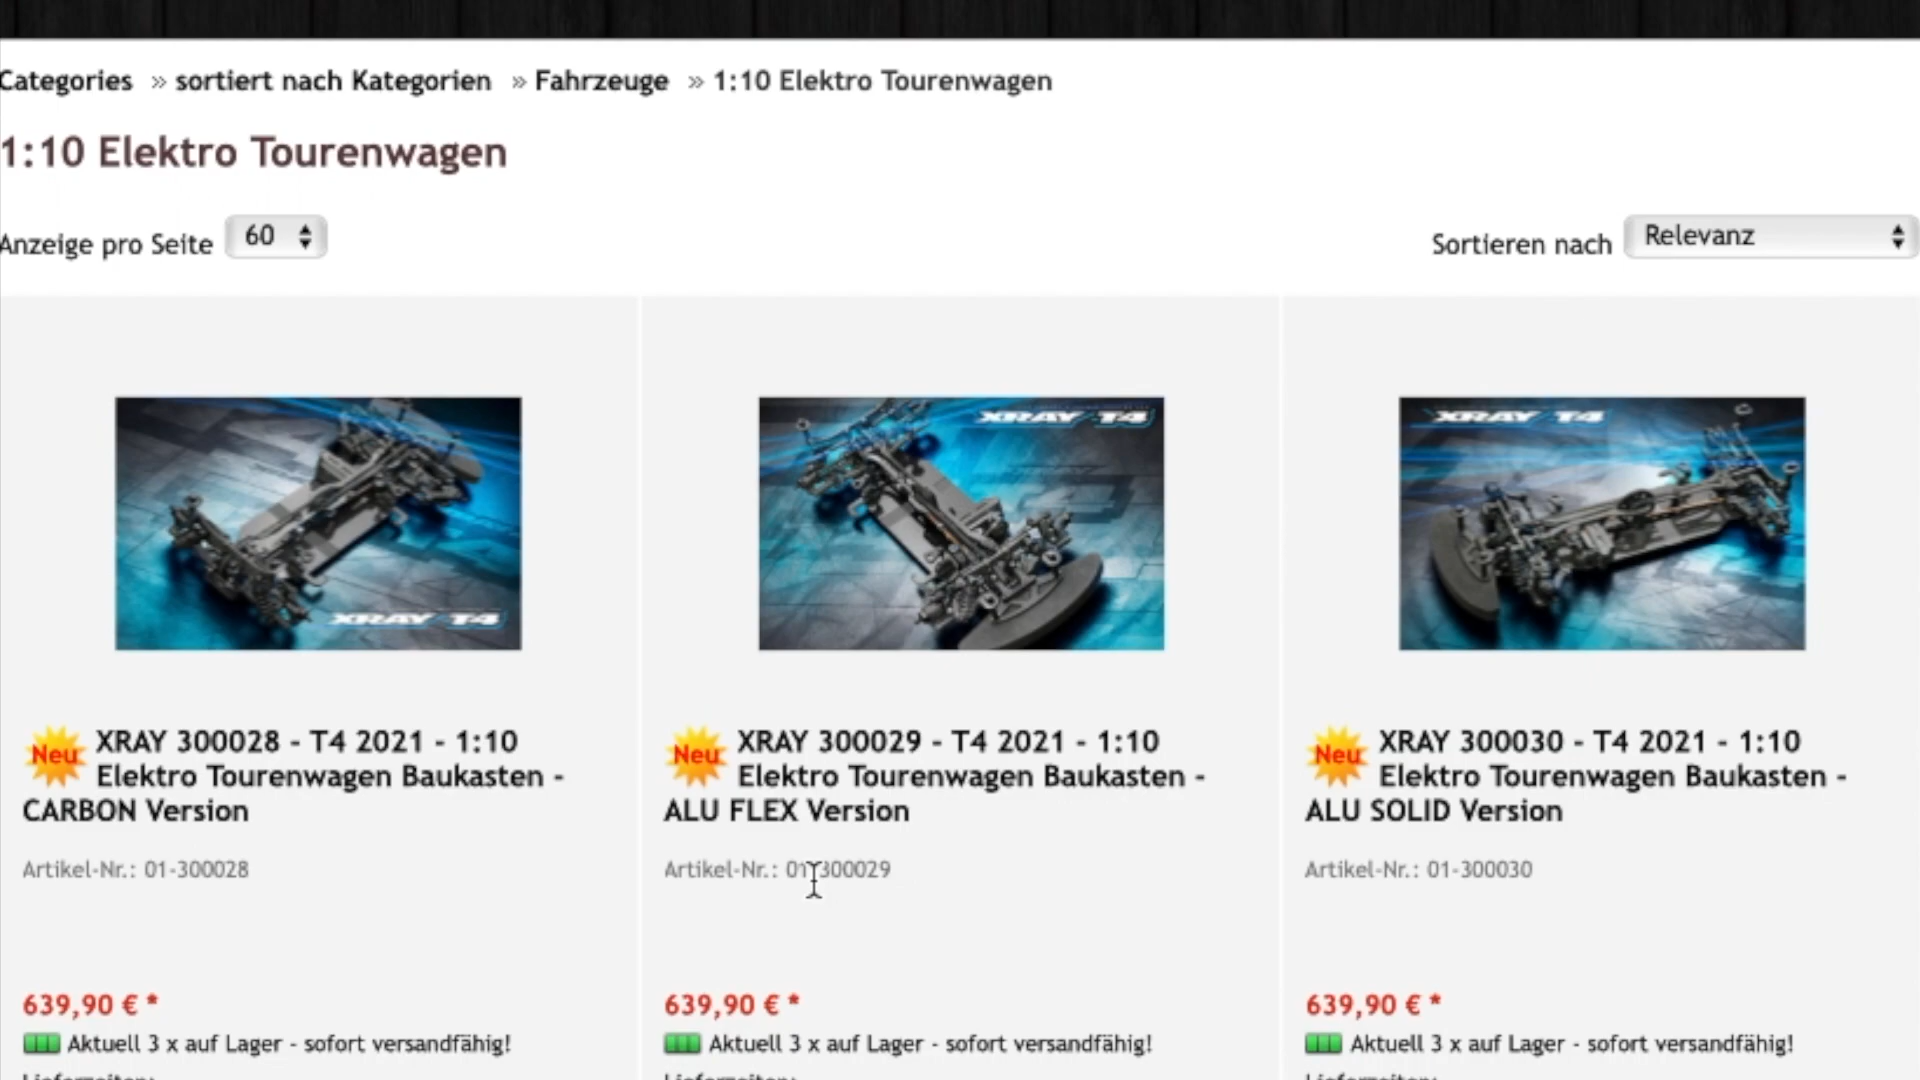 Categories » sortiert nach Kategorien » Fahrzeuge » 1:10 Elektro Tourenwagen
1:10 Elektro Tourenwagen
Anzeige pro Seite 60
Sortieren nach Relevanz
XRAY T4
XRAY T4
XRAY T4
Neu XRAY 300028 - T4 2021 - 1:10
Elektro Tourenwagen Baukasten -
CARBON Version
Artikel-Nr.: 01-300028
639,90 € *
Aktuell 3 x auf Lager - sofort versandfähig!
Lieferzeiten:
Neu XRAY 300029 - T4 2021 - 1:10
Elektro Tourenwagen Baukasten -
ALU FLEX Version
Artikel-Nr.: 01-300029
639,90 € *
Aktuell 3 x auf Lager - sofort versandfähig!
Lieferzeiten:
Neu XRAY 300030 - T4 2021 - 1:10
Elektro Tourenwagen Baukasten -
ALU SOLID Version
Artikel-Nr.: 01-300030
639,90 € *
Aktuell 3 x auf Lager - sofort versandfähig!
Lieferzeiten: